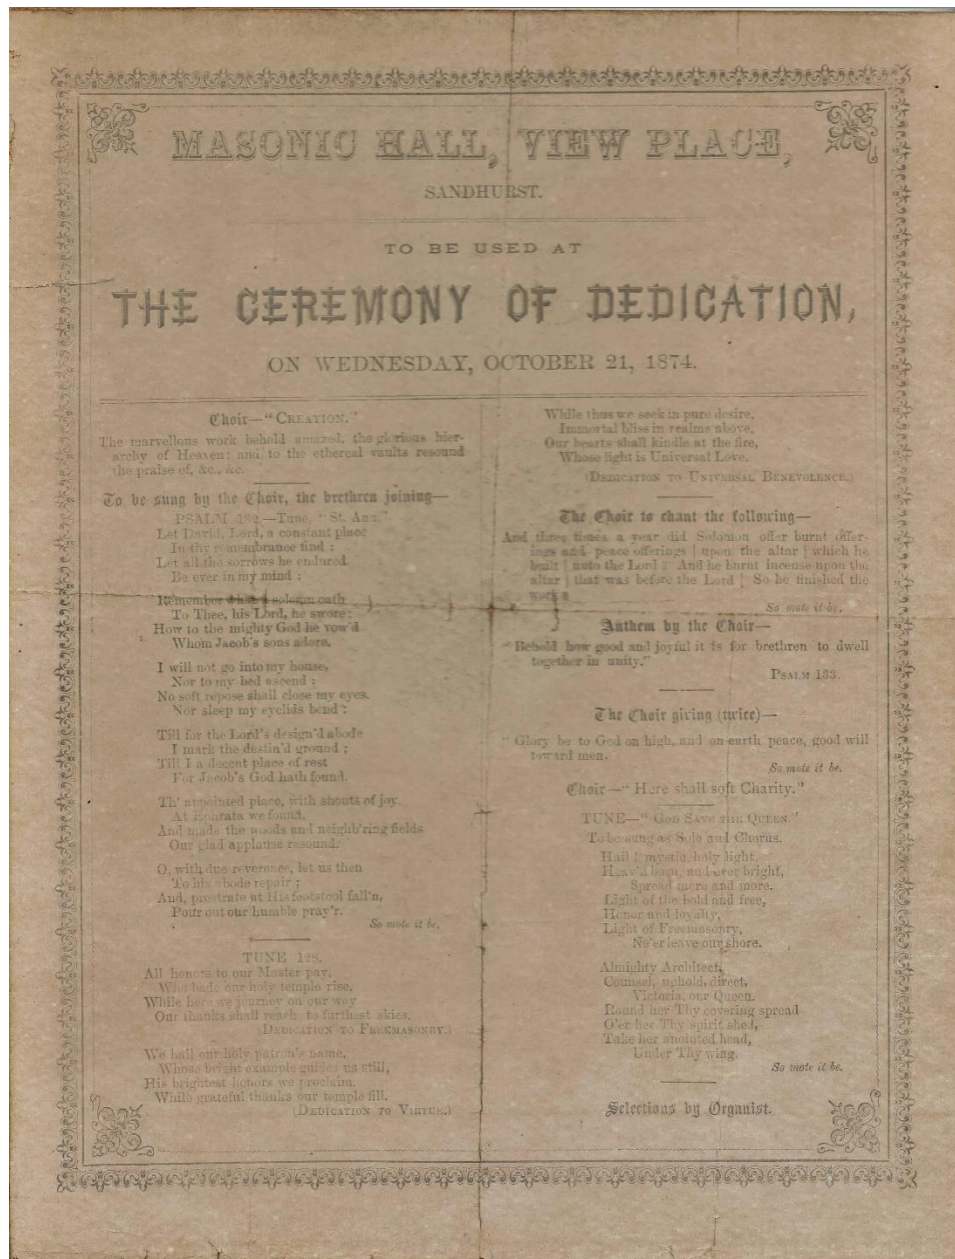 MASONIC HALL, VIEW PLACE,
SANDHURST.
TO BE USED AT
THE CEREMONY OF DEDICATION,
ON WEDNESDAY, OCTOBER 21, 1874.
Choir—"CREATION."
The marvellous work behold amazed, the glorious hier-
archy of Heaven; and to the ethereal vaults resound
the praise of, &c., &c.
To be sung by the Choir, the brethren joining—
PSALM 132.—Tune, "St. Ann."
Let David, Lord, a constant place
In thy remembrance find;
Let all the sorrows he endured
Be ever in my mind:
Remember what a solemn oath
To Thee, his Lord, he swore:
How to the mighty God he vow'd
Whom Jacob's sons adore.
I will not go into my house,
Nor to my bed ascend;
No soft repose shall close my eyes.
Nor sleep my eyelids bend:
Till for the Lord's design'd abode
I mark the destin'd ground;
Till I a decent place of rest
For Jacob's God hath found.
Th' appointed place, with shouts of joy,
At Ephrata we found,
And made the woods and neighb'ring fields
Our glad applause resound.
O, with due reverence, let us then
To his abode repair;
And, prostrate at His footstool fall'n,
Pour out our humble pray'r.
So mote it be.
TUNE 128.
All honors to our Master pay,
Who bade our holy temple rise,
While here we journey on our way
Our thanks shall reach to furthest skies.
(DEDICATION TO FREEMASONRY.)
We hail our holy patron's name,
Whose bright example guides us still,
His brightest honors we proclaim.
While grateful thanks our temple fill.
(DEDICATION TO VIRTUE.)
While thus we seek in pure desire,
Immortal bliss in realms above,
Our hearts shall kindle at the fire,
Whose light is Universal Love.
(DEDICATION TO UNIVERSAL BENEVOLENCE.)
The Choir to chant the following—
And three times a year did Solomon offer burnt offer-
ings and peace offerings | upon the altar | which he
built | unto the Lord: And he burnt incense upon the
altar | that was before the Lord | So he finished the
So mote it be.
Anthem by the Choir—
"Behold how good and joyful it is for brethren to dwell
together in unity."
PSALM 133.
The Choir giving (twice)—
"Glory be to God on high, and on earth peace, good will
toward men.
So mote it be.
Choir—"Here shall soft Charity."
TUNE—"GOD SAVE THE QUEEN."
To be sung as Solo and Chorus.
Hail! mystic, holy light,
Heav'n born, and ever bright,
Spread more and more.
Light of the bold and free,
Honor and loyalty,
Light of Freemasonry,
Ne'er leave our shore.
Almighty Architect,
Counsel, uphold, direct,
Victoria, our Queen.
Round her Thy covering spread
O'er her Thy spirit shed,
Take her anointed head,
Under Thy wing.
So mote it be.
Selections by Organist.